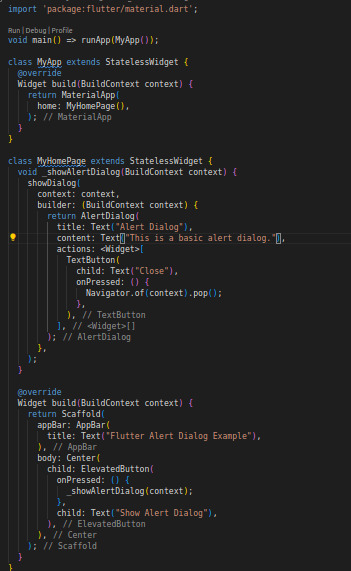 import 'package:flutter/material.dart';
Run | Debug | Profile
void main() => runApp(MyApp());
class MyApp extends StatelessWidget {
  @override
  Widget build(BuildContext context) {
    return MaterialApp(
      home: MyHomePage(),
    ); // MaterialApp
  }
}
class MyHomePage extends StatelessWidget {
  void _showAlertDialog(BuildContext context) {
    showDialog(
      context: context,
      builder: (BuildContext context) {
        return AlertDialog(
          title: Text("Alert Dialog"),
          content: Text("This is a basic alert dialog."),
          actions: <Widget>[
            TextButton(
              child: Text("Close"),
              onPressed: () {
                Navigator.of(context).pop();
              },
            ), // TextButton
          ], // <Widget>[]
        ); // AlertDialog
      },
    );
  }
  @override
  Widget build(BuildContext context) {
    return Scaffold(
      appBar: AppBar(
        title: Text("Flutter Alert Dialog Example"),
      ), // AppBar
      body: Center(
        child: ElevatedButton(
          onPressed: () {
            _showAlertDialog(context);
          },
          child: Text("Show Alert Dialog"),
        ), // ElevatedButton
      ), // Center
    ); // Scaffold
  }
}